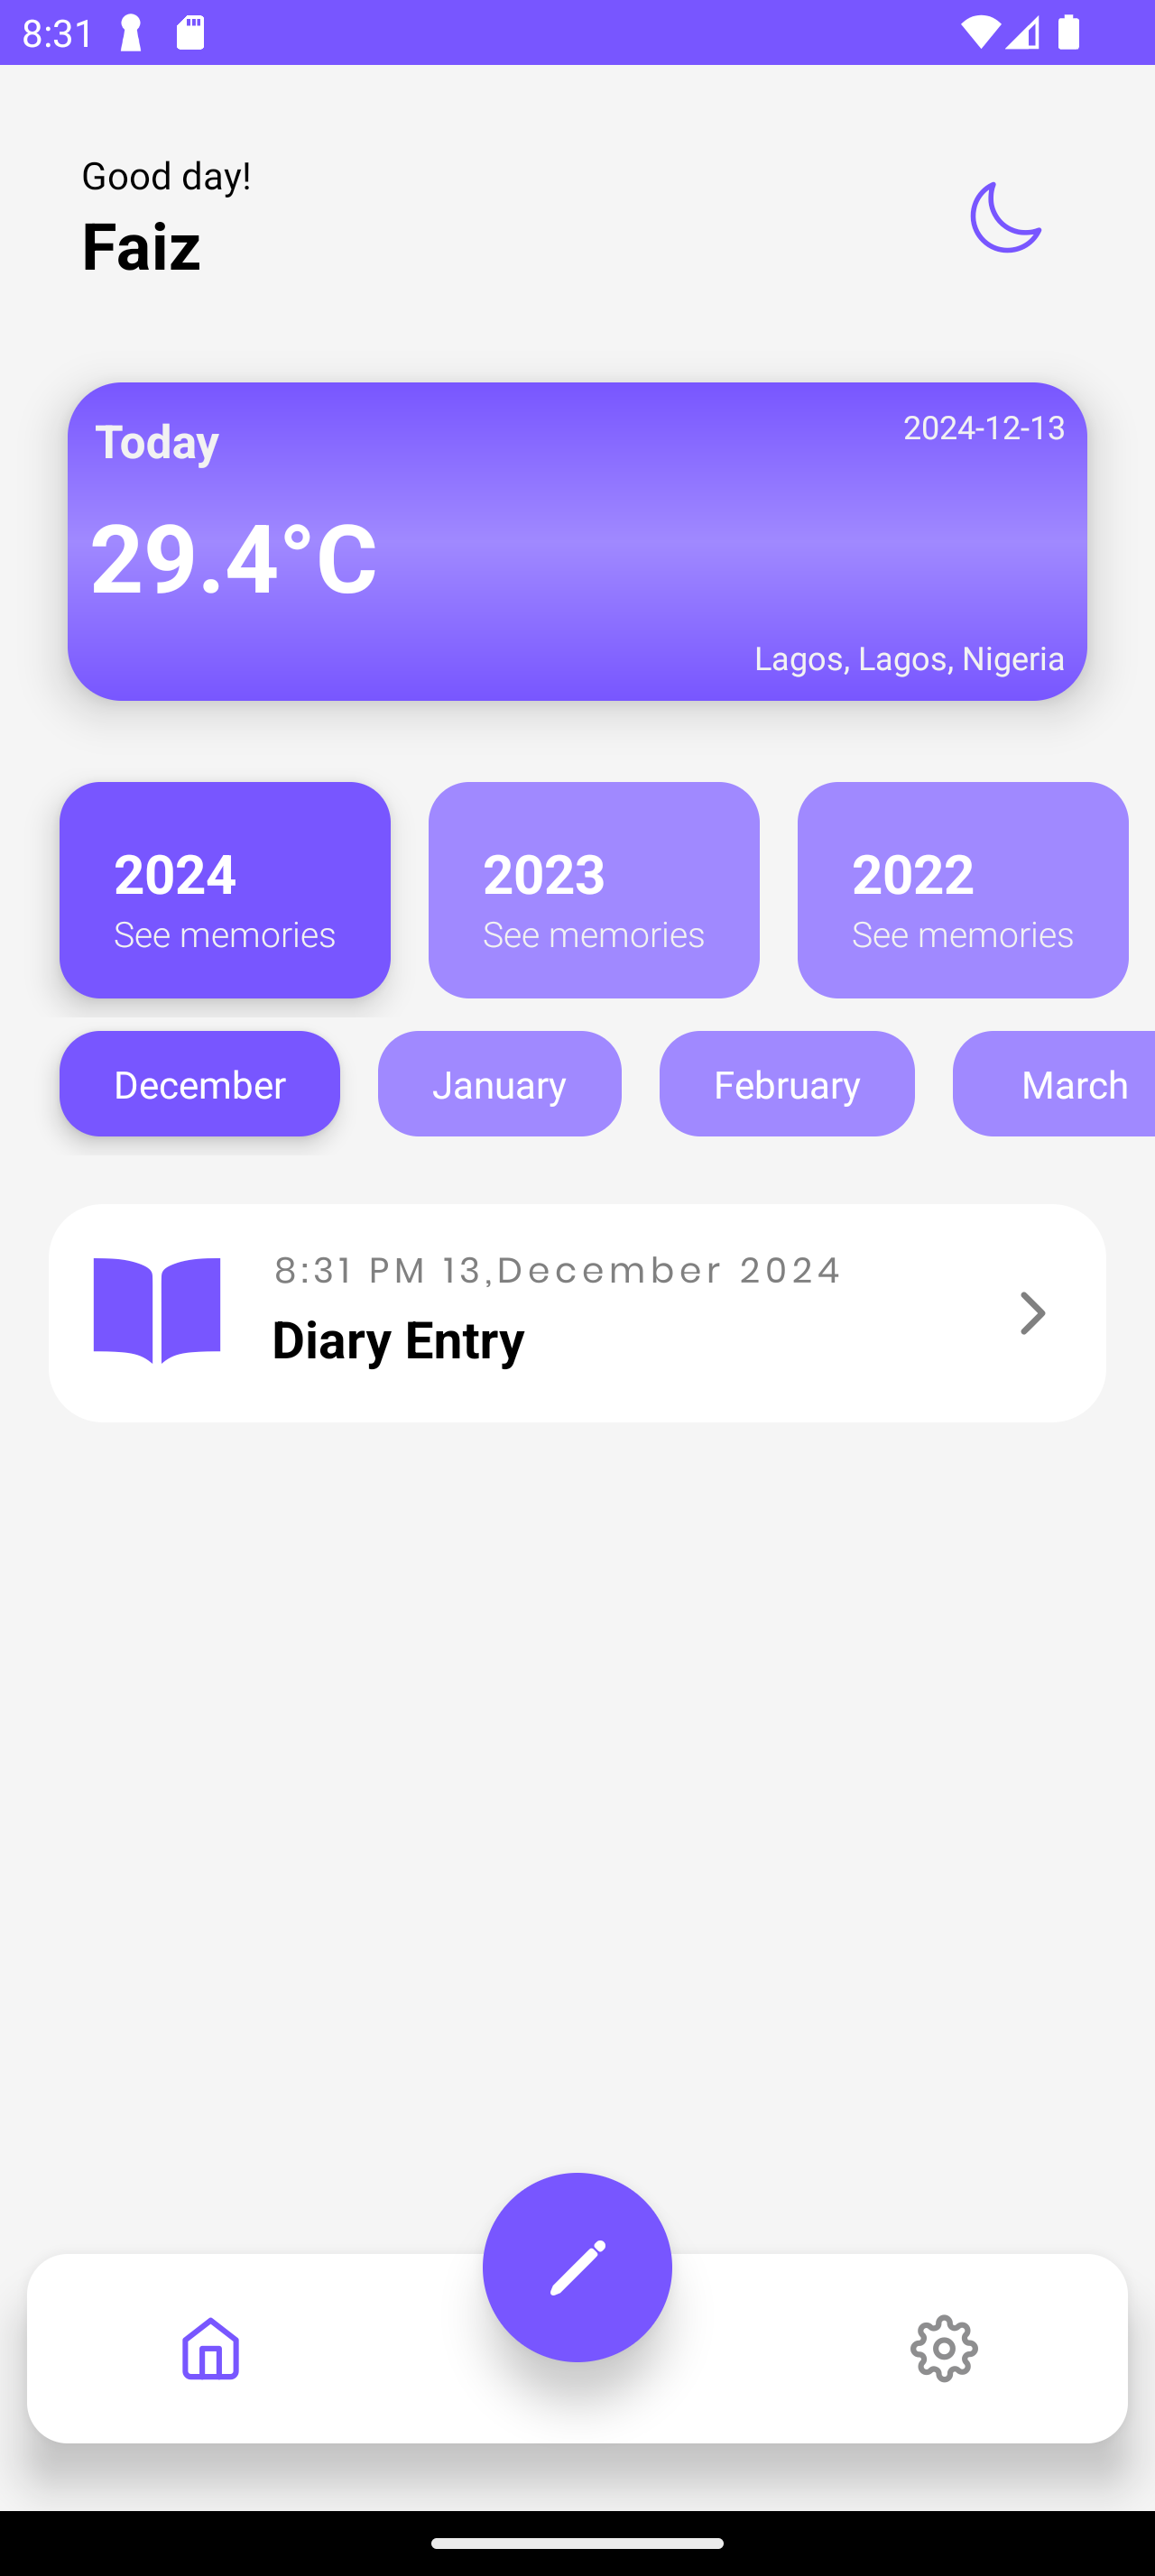 8:31
Good day!
Faiz
Today
2024-12-13
29.4°C
Lagos, Lagos, Nigeria
2024
See memories
2023
See memories
2022
See memories
December
January
February
March
8:31 PM 13,December 2024
Diary Entry